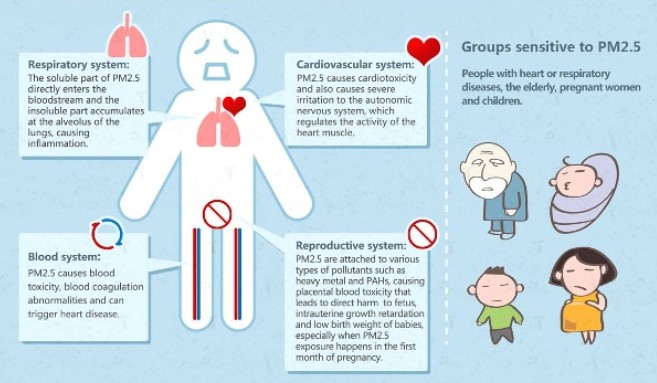 Respiratory system:
The soluble part of PM2.5
directly enters the
bloodstream and the
insoluble part accumulates
at the alveolus of the
lungs, causing
inflammation.
Cardiovascular system:
PM2.5 causes cardiotoxicity
and also causes severe
irritation to the autonomic
nervous system, which
regulates the activity of the
heart muscle.
Blood system:
PM2.5 causes blood
toxicity, blood coagulation
abnormalities and can
trigger heart disease.
Reproductive system:
PM2.5 are attached to various
types of pollutants such as
heavy metal and PAHs, causing
placental blood toxicity that
leads to direct harm to fetus,
intrauterine growth retardation
and low birth weight of babies,
especially when PM2.5
exposure happens in the first
month of pregnancy.
Groups sensitive to PM2.5
People with heart or respiratory
diseases, the elderly, pregnant women
and children.